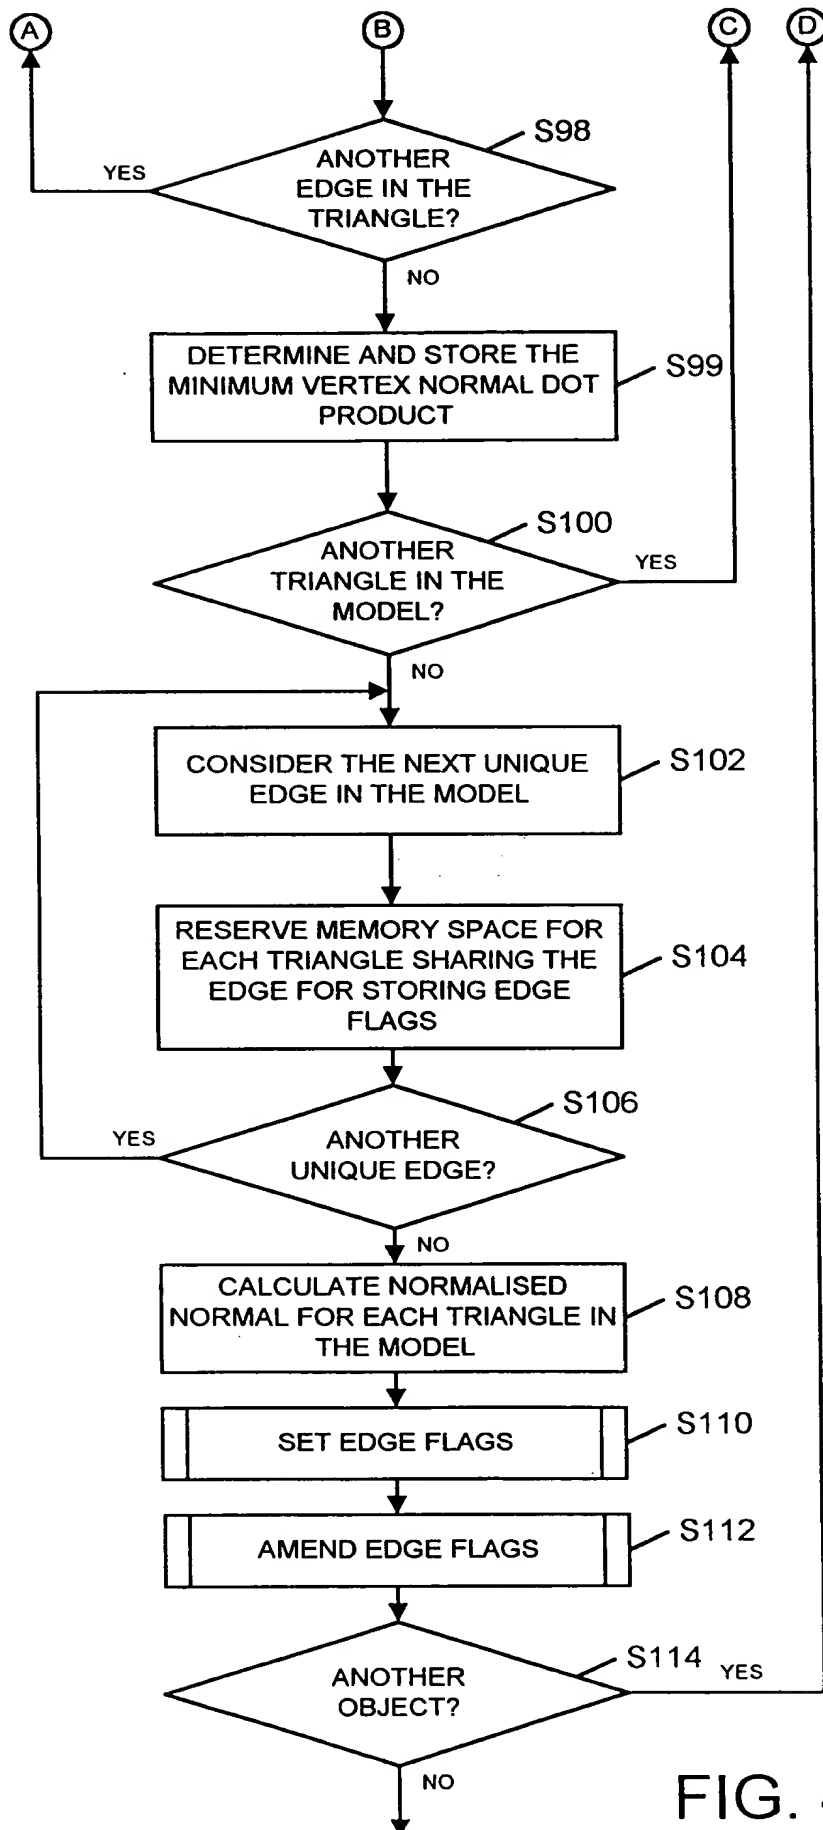 A
B
C
D
S98
ANOTHER
EDGE IN THE
TRIANGLE?
YES
NO
DETERMINE AND STORE THE
MINIMUM VERTEX NORMAL DOT
PRODUCT
S99
S100
ANOTHER
TRIANGLE IN THE
MODEL?
YES
NO
CONSIDER THE NEXT UNIQUE
EDGE IN THE MODEL
S102
RESERVE MEMORY SPACE FOR
EACH TRIANGLE SHARING THE
EDGE FOR STORING EDGE
FLAGS
S104
S106
YES
ANOTHER
UNIQUE EDGE?
NO
CALCULATE NORMALISED
NORMAL FOR EACH TRIANGLE IN
THE MODEL
S108
SET EDGE FLAGS
S110
AMEND EDGE FLAGS
S112
S114
ANOTHER
OBJECT?
YES
NO
FIG.